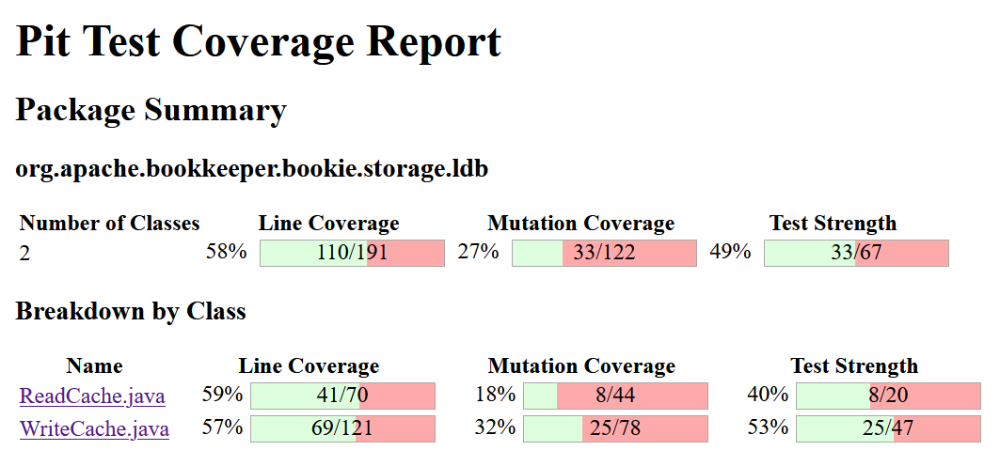 Pit Test Coverage Report
Package Summary
org.apache.bookkeeper.bookie.storage.ldb
Number of Classes Line Coverage Mutation Coverage Test Strength
2 58% 110/191 27% 33/122 49% 33/67
Breakdown by Class
Name Line Coverage Mutation Coverage Test Strength
ReadCache.java 59% 41/70 18% 8/44 40% 8/20
WriteCache.java 57% 69/121 32% 25/78 53% 25/47